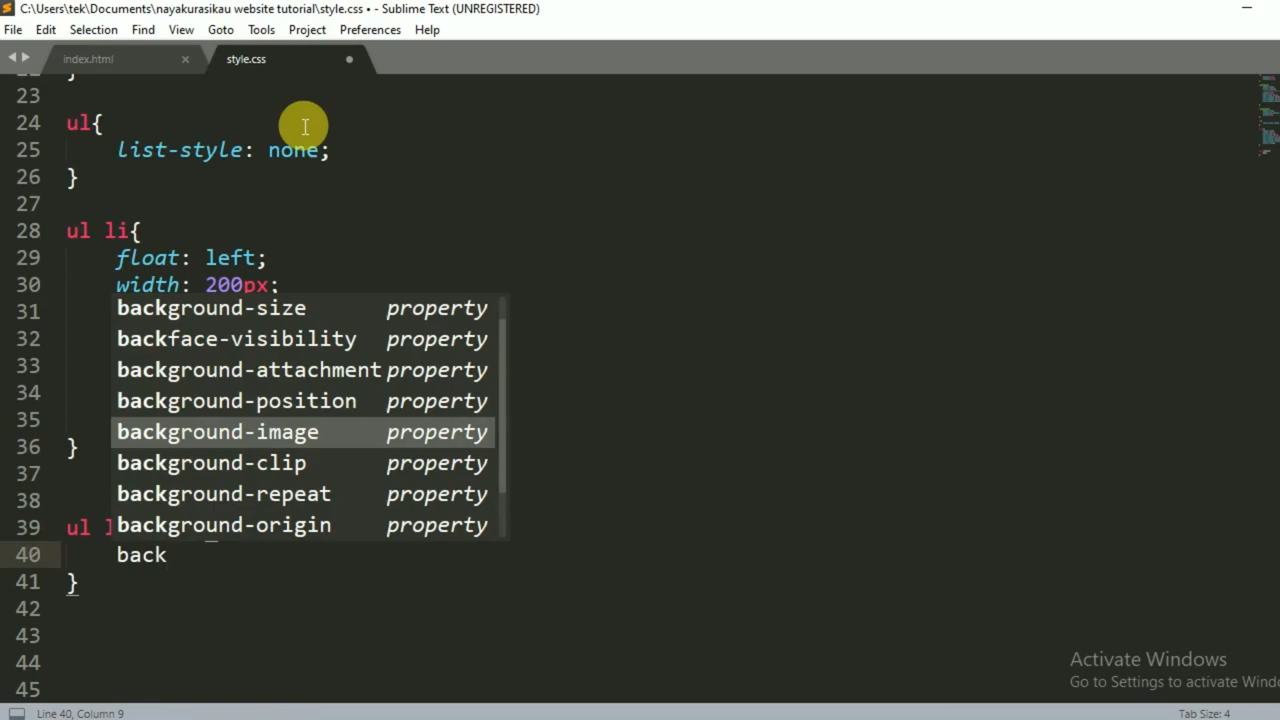 C:\Users\tek\Documents\nayakurasikau website tutorial\style.css • - Sublime Text (UNREGISTERED)
File Edit Selection Find View Goto Tools Project Preferences Help
index.html × style.css
}
23
24 ul{
25 list-style: none;
26 }
27
28 ul li{
29 float: left;
30 width: 200px;
31 background-size property
32 backface-visibility property
33 background-attachment property
34 background-position property
35 background-image property
36 } background-clip property
37 background-repeat property
38 background-origin property
39 ul
40 back
41 }
42
43
44
45
Activate Windows
Go to Settings to activate Wind
Line 40, Column 9 Tab Size: 4